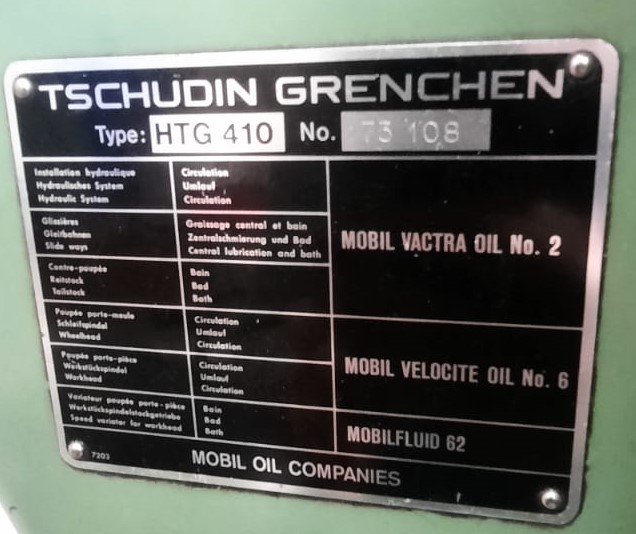 TSCHUDIN GRENCHEN
Type: HTG 410 No. 73 108
Installation hydraulique
Hydraulisches System
Hydraulic System
Circulation
Umlauf
Circulation
Glissières
Gleitbahnen
Slide ways
Graissage central et bain
Zentralschmierung und Bad
Central lubrication and bath
Contre-poupée
Reitstock
Tailstock
Bain
Bad
Bath
MOBIL VACTRA OIL No. 2
Poupée porte-meule
Schleifspindel
Wheelhead
Circulation
Umlauf
Circulation
Poupée porte-pièce
Werkstückspindel
Workhead
Circulation
Umlauf
Circulation
MOBIL VELOCITE OIL No. 6
Variateur poupée porte-pièce
Werkstückspindelstockgetriebe
Speed variator for workhead
Bain
Bad
Bath
MOBILFLUID 62
7203
MOBIL OIL COMPANIES